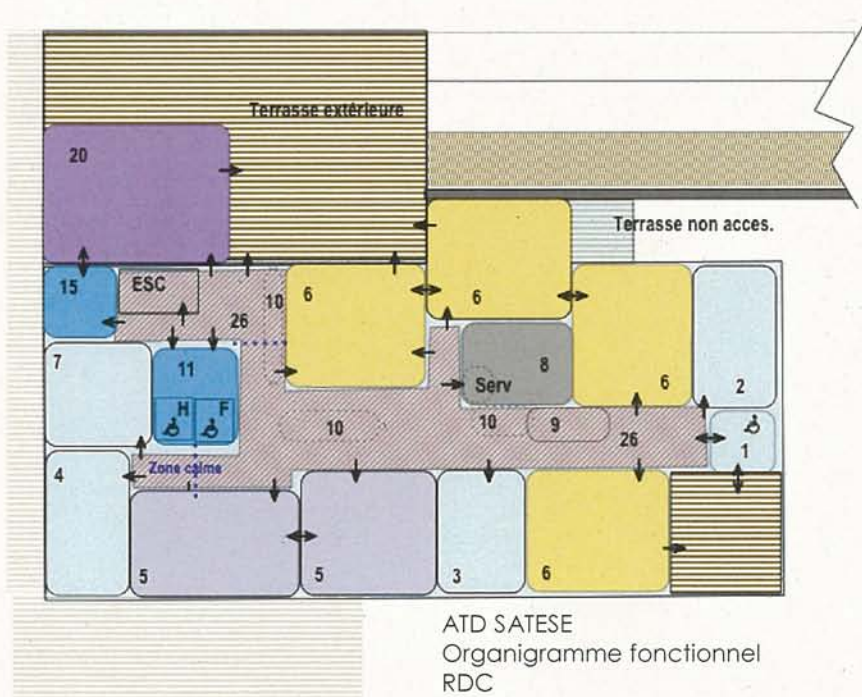 Terrasse extérieure
20
Terrasse non acces.
15
ESC
10
6
6
26
7
11
8
6
2
H
F
Serv
10
10
9
26
1
Zone calme
4
5
5
3
6
ATD SATESE
Organigramme fonctionnel
RDC